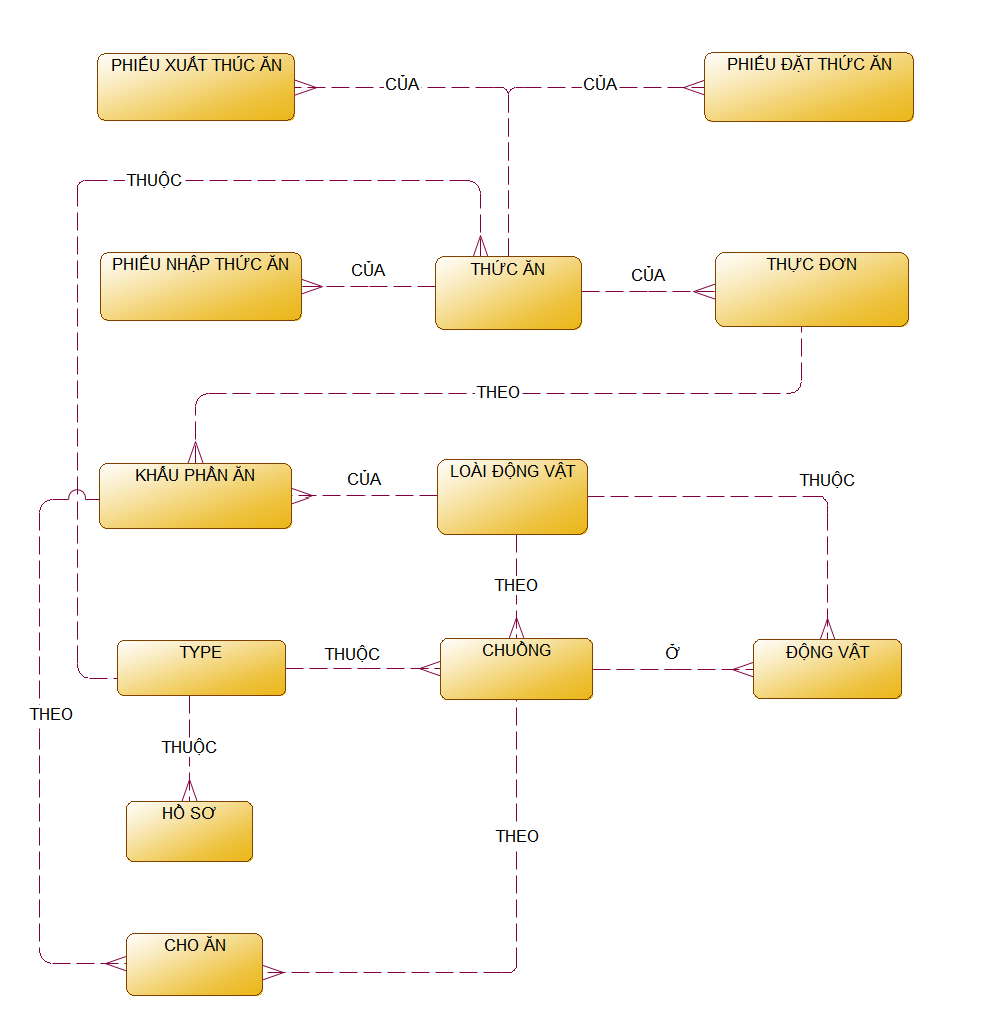 PHIẾU XUẤT THÚC ĂN
CỦA
CỦA
PHIẾU ĐẶT THỨC ĂN
THUỘC
PHIẾU NHẬP THỨC ĂN
CỦA
THỨC ĂN
CỦA
THỰC ĐƠN
THEO
KHẨU PHẦN ĂN
CỦA
LOÀI ĐỘNG VẬT
THUỘC
THEO
TYPE
THUỘC
CHUỒNG
Ở
ĐỘNG VẬT
THEO
THUỘC
HỒ SƠ
THEO
CHO ĂN